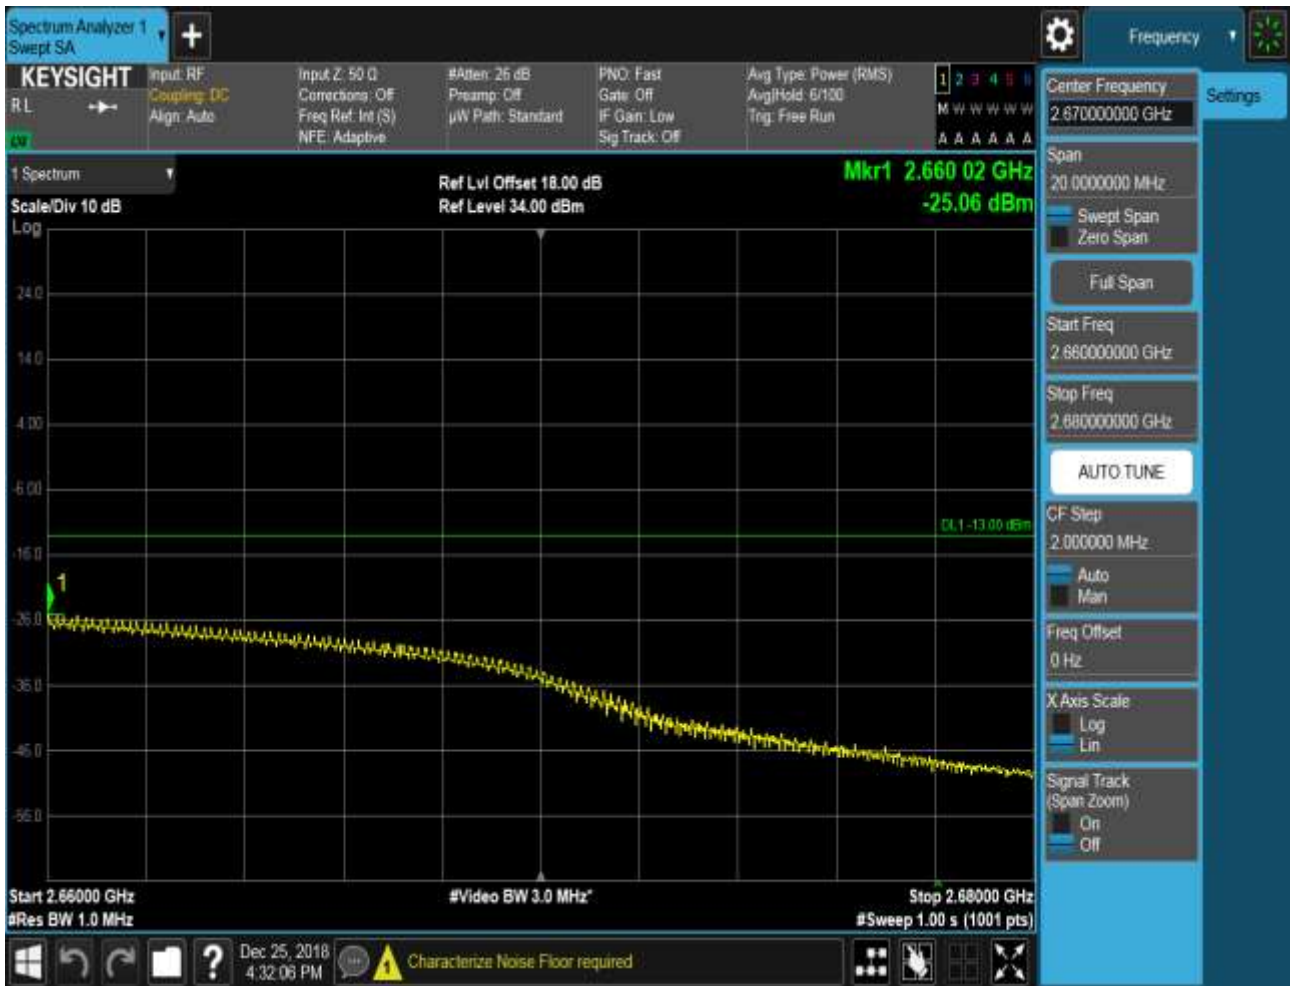 Spectrum Analyzer 1
Swept SA
Frequency
KEYSIGHT
RL
Input: RF
Coupling: DC
Align: Auto
Input Z: 50 Ω
Corrections: Off
Freq Ref: Int (S)
NFE: Adaptive
#Atten: 26 dB
Preamp: Off
µW Path: Standard
PNO: Fast
Gate: Off
IF Gain: Low
Sig Track: Off
Avg Type: Power (RMS)
Avg|Hold: 6/100
Trig: Free Run
1 2 3 4 5 6
M W W W W W
A A A A A A
1 Spectrum
Scale/Div 10 dB
Log
Ref Lvl Offset 18.00 dB
Ref Level 34.00 dBm
Mkr1 2.660 02 GHz
-25.06 dBm
24.0
14.0
4.00
-6.00
DL1 -13.00 dBm
-16.0
1
-26.0
-36.0
-46.0
-56.0
Start 2.66000 GHz
#Video BW 3.0 MHz*
Stop 2.68000 GHz
#Res BW 1.0 MHz
#Sweep 1.00 s (1001 pts)
Center Frequency
2.670000000 GHz
Settings
Span
20.0000000 MHz
Swept Span
Zero Span
Full Span
Start Freq
2.660000000 GHz
Stop Freq
2.680000000 GHz
AUTO TUNE
CF Step
2.000000 MHz
Auto
Man
Freq Offset
0 Hz
X Axis Scale
Log
Lin
Signal Track
(Span Zoom)
On
Off
?
Dec 25, 2018
4:32:06 PM
1
Characterize Noise Floor required